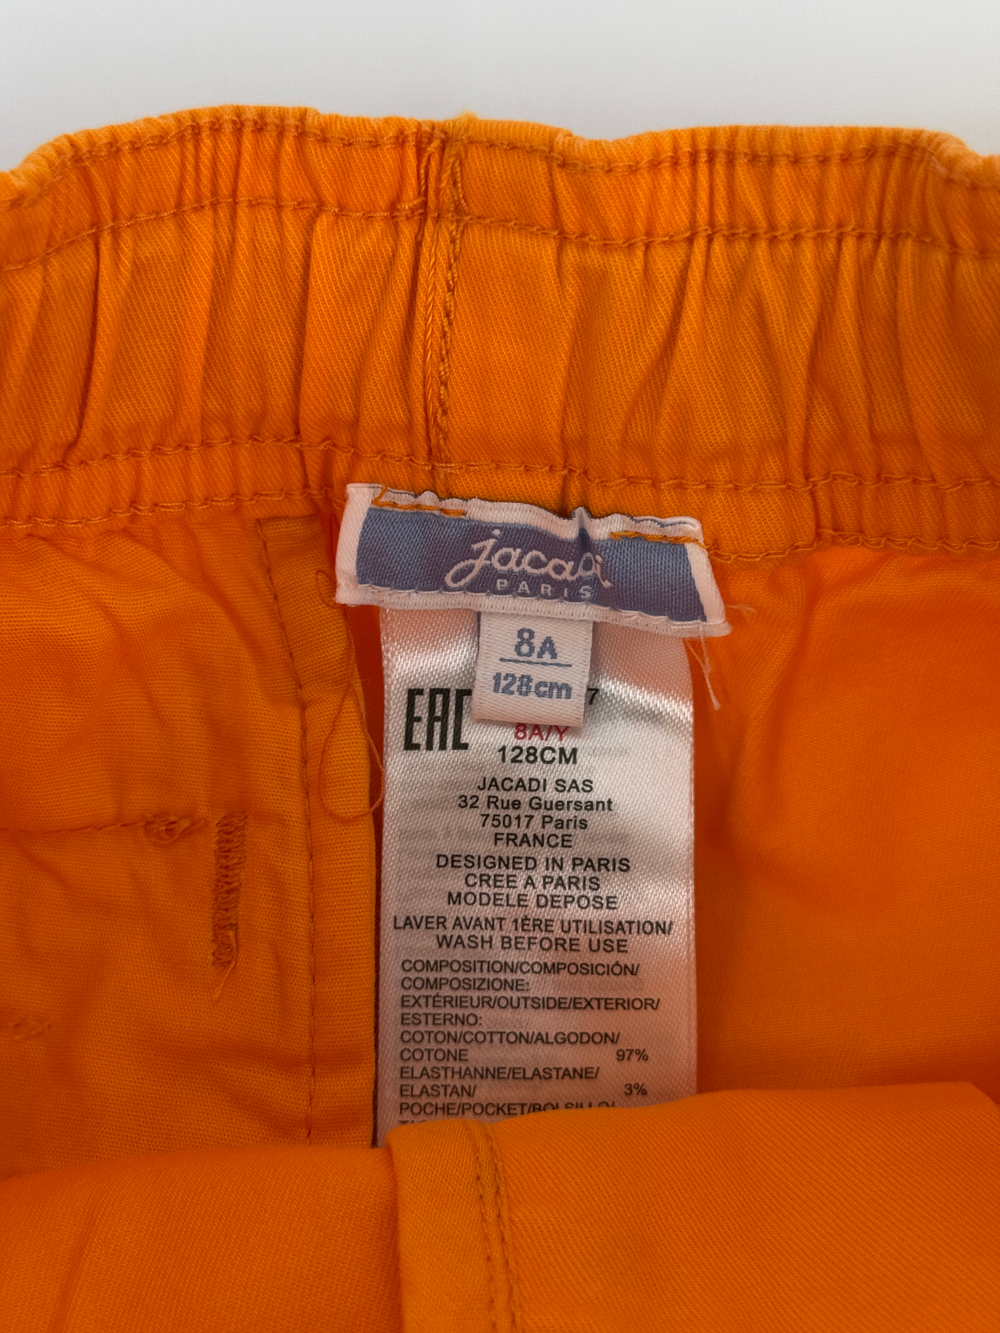 jacadi
PARIS
8A
128cm
EAC
7
8A/Y
128CM
JACADI SAS
32 Rue Guersant
75017 Paris
FRANCE
DESIGNED IN PARIS
CREE A PARIS
MODELE DEPOSE
LAVER AVANT 1ÈRE UTILISATION/
WASH BEFORE USE
COMPOSITION/COMPOSICIÓN/
COMPOSIZIONE:
EXTÉRIEUR/OUTSIDE/EXTERIOR/
ESTERNO:
COTON/COTTON/ALGODON/
COTONE 97%
ELASTHANNE/ELASTANE/
ELASTAN/ 3%
POCHE/POCKET/BOLSILLO/